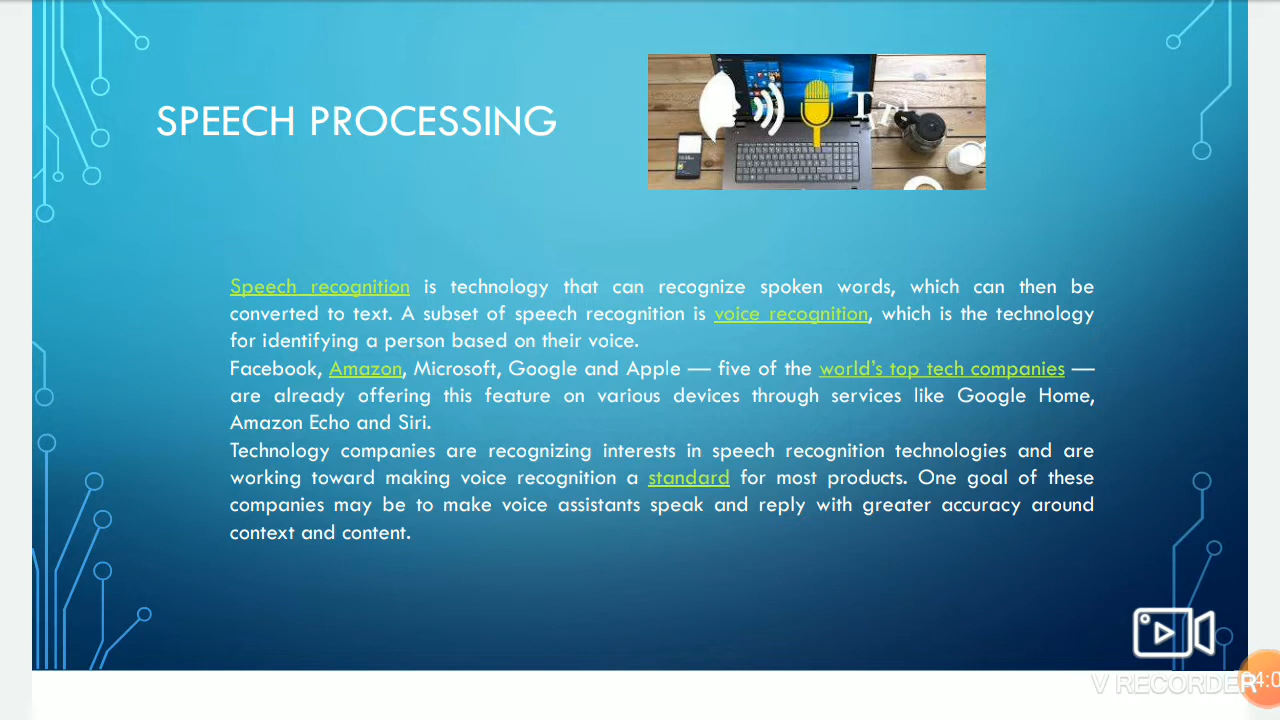 SPEECH PROCESSING
Speech recognition is technology that can recognize spoken words, which can then be
converted to text. A subset of speech recognition is voice recognition, which is the technology
for identifying a person based on their voice.
Facebook, Amazon, Microsoft, Google and Apple — five of the world’s top tech companies —
are already offering this feature on various devices through services like Google Home,
Amazon Echo and Siri.
Technology companies are recognizing interests in speech recognition technologies and are
working toward making voice recognition a standard for most products. One goal of these
companies may be to make voice assistants speak and reply with greater accuracy around
context and content.
V RECORDER